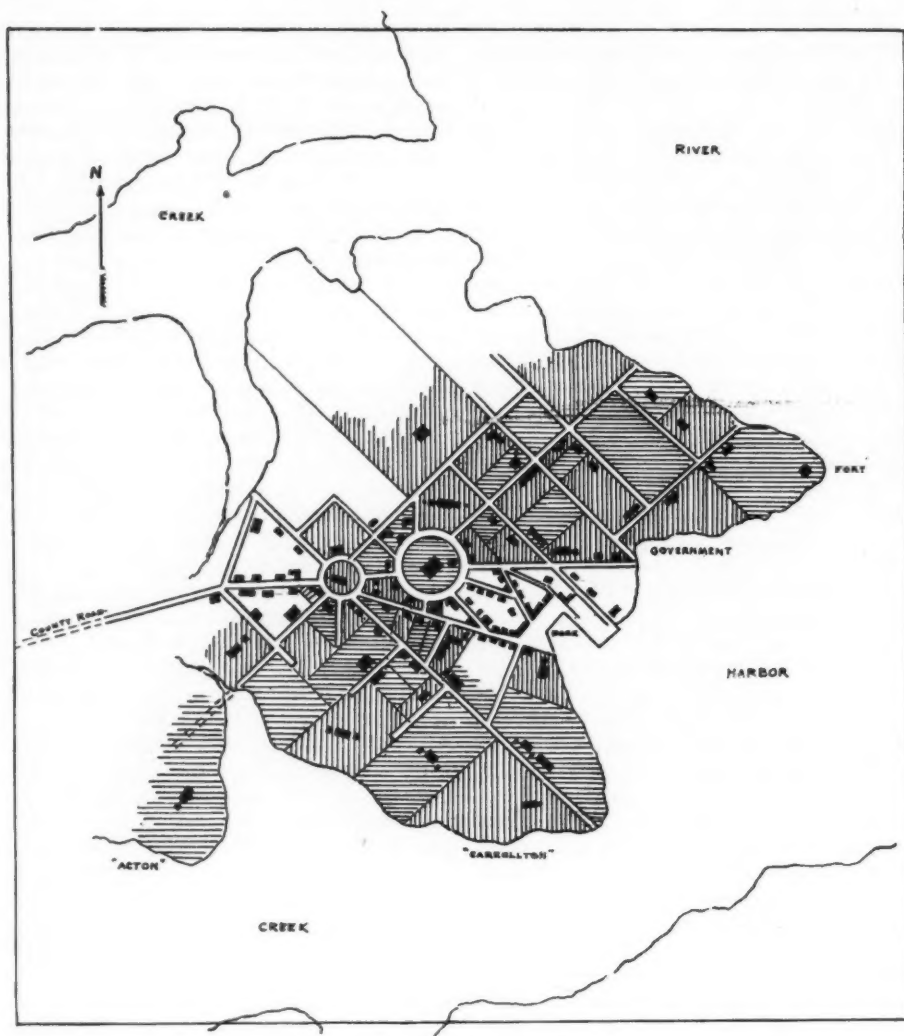 RIVER
N
CREEK
FORT
GOVERNMENT
COUNTY ROAD
HARBOR
"ACTON"
"CARROLLTON"
CREEK